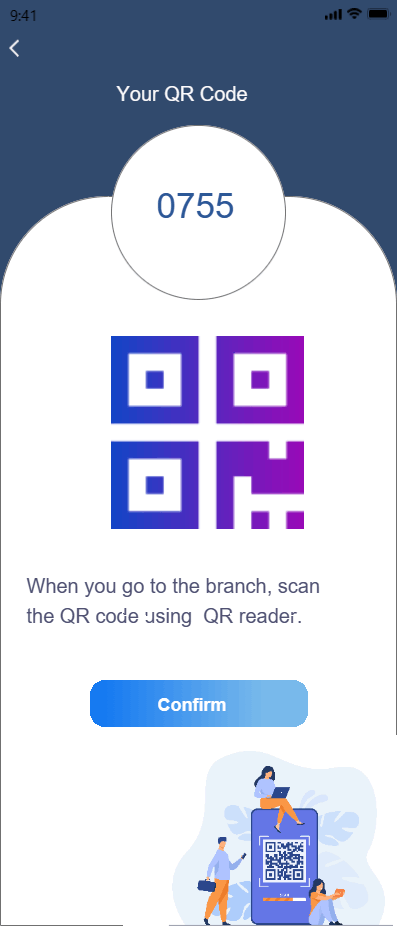 9:41
Your QR Code
0755
When you go to the branch, scan
the QR code using  QR reader.
Confirm
SCAN